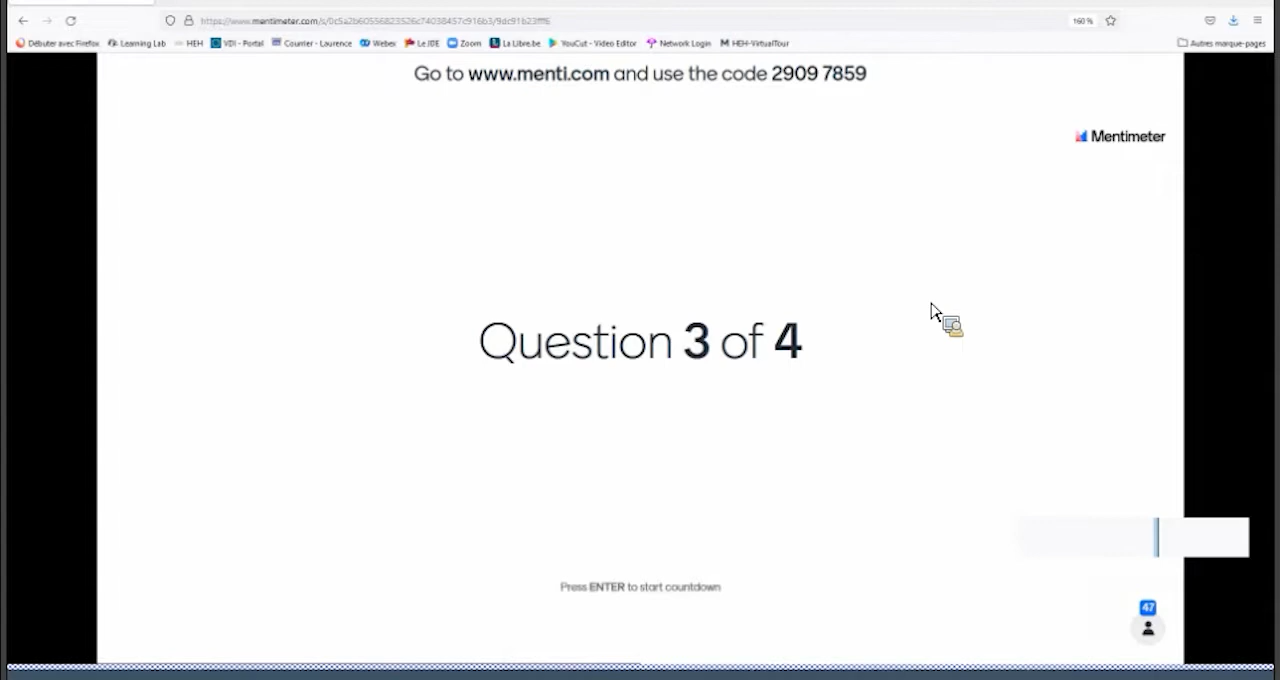 160 %
Débuter avec Firefox Learning Lab HEH VDI - Portal Courrier - Laurence Webex Le JDE Zoom La Libre.be YouCut - Video Editor Network Login HEH-VirtualTour Autres marque-pages
Go to www.menti.com and use the code 2909 7859
Mentimeter
Question 3 of 4
Press ENTER to start countdown
47